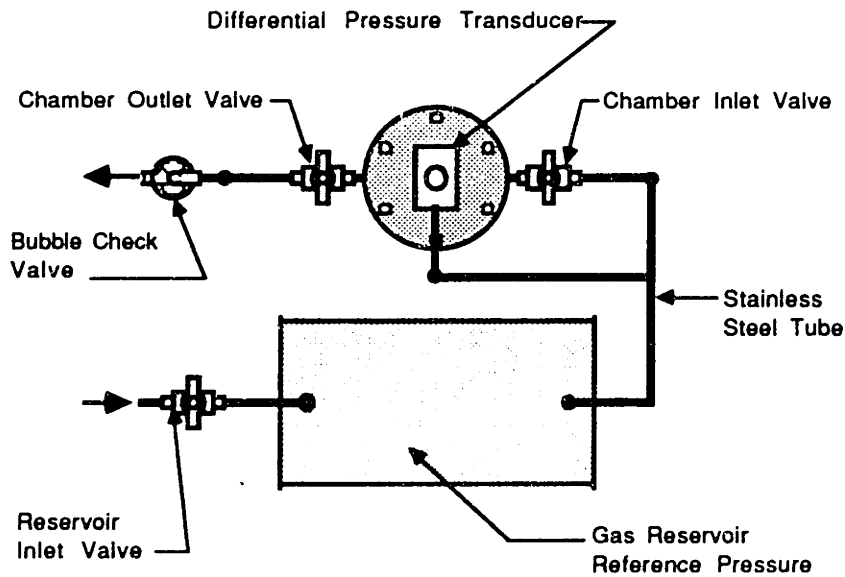 Differential Pressure Transducer
Chamber Outlet Valve
Chamber Inlet Valve
Bubble Check
Valve
Stainless
Steel Tube
Reservoir
Inlet Valve
Gas Reservoir
Reference Pressure